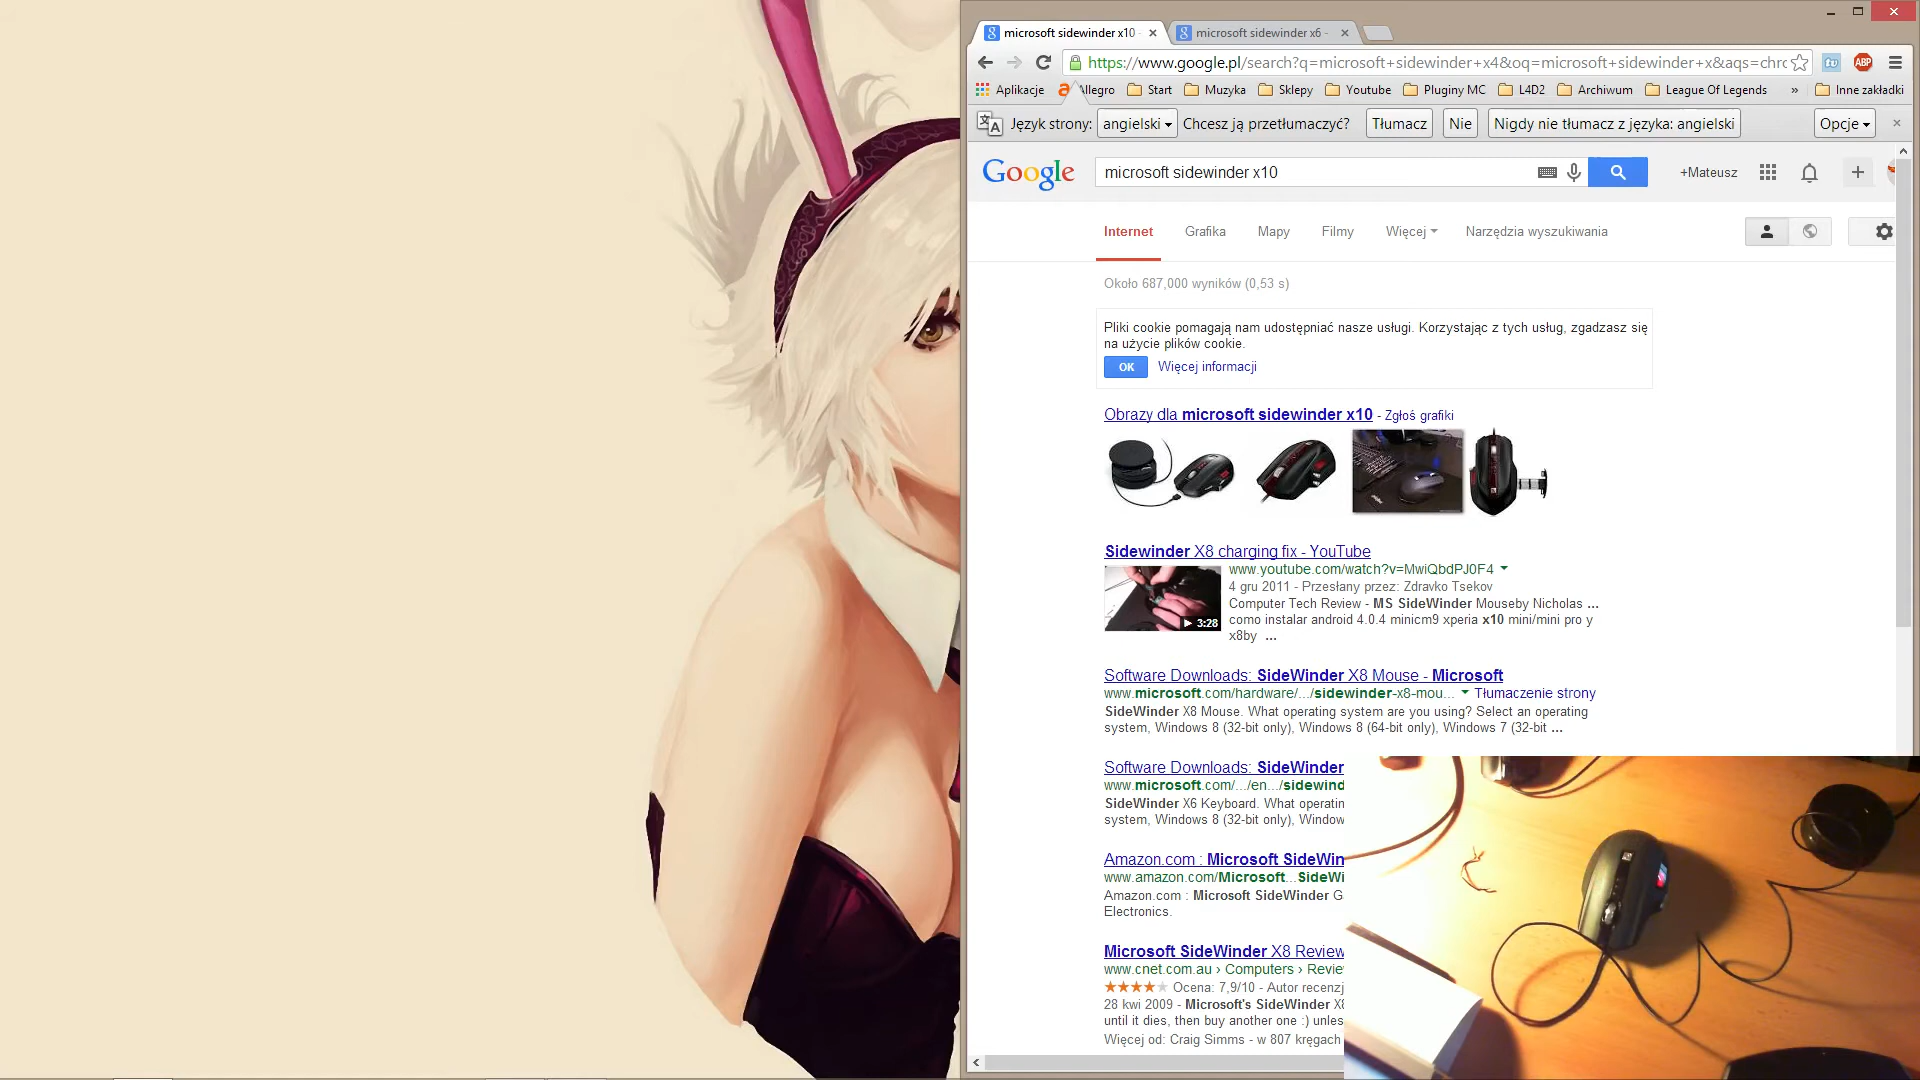 microsoft sidewinder x10 -
microsoft sidewinder x6 -
https://www.google.pl/search?q=microsoft+sidewinder+x4&oq=microsoft+sidewinder+x&aqs=chro
Aplikacje
Allegro
Start
Muzyka
Sklepy
Youtube
Pluginy MC
L4D2
Archiwum
League Of Legends
»
Inne zakładki
Język strony: angielski Chcesz ją przetłumaczyć? Tłumacz Nie Nigdy nie tłumacz z języka: angielski Opcje
Google
microsoft sidewinder x10
+Mateusz
Internet Grafika Mapy Filmy Więcej Narzędzia wyszukiwania
Około 687,000 wyników (0,53 s)
Pliki cookie pomagają nam udostępniać nasze usługi. Korzystając z tych usług, zgadzasz się
na użycie plików cookie.
OK Więcej informacji
Obrazy dla microsoft sidewinder x10 - Zgłoś grafiki
Sidewinder X8 charging fix - YouTube
www.youtube.com/watch?v=MwiQbdPJ0F4
4 gru 2011 - Przesłany przez: Zdravko Tsekov
Computer Tech Review - MS SideWinder Mouseby Nicholas ...
como instalar android 4.0.4 minicm9 xperia x10 mini/mini pro y
x8by ...
3:28
Software Downloads: SideWinder X8 Mouse - Microsoft
www.microsoft.com/hardware/.../sidewinder-x8-mou... Tłumaczenie strony
SideWinder X8 Mouse. What operating system are you using? Select an operating
system, Windows 8 (32-bit only), Windows 8 (64-bit only), Windows 7 (32-bit ...
Software Downloads: SideWinder
www.microsoft.com/.../en.../sidewind
SideWinder X6 Keyboard. What operatin
system, Windows 8 (32-bit only), Window
Amazon.com : Microsoft SideWin
www.amazon.com/Microsoft...SideWi
Amazon.com : Microsoft SideWinder G
Electronics.
Microsoft SideWinder X8 Review
www.cnet.com.au › Computers › Revie
Ocena: 7,9/10 - Autor recenzj
28 kwi 2009 - Microsoft's SideWinder X8
until it dies, then buy another one :) unles
Więcej od: Craig Simms - w 807 kręgach